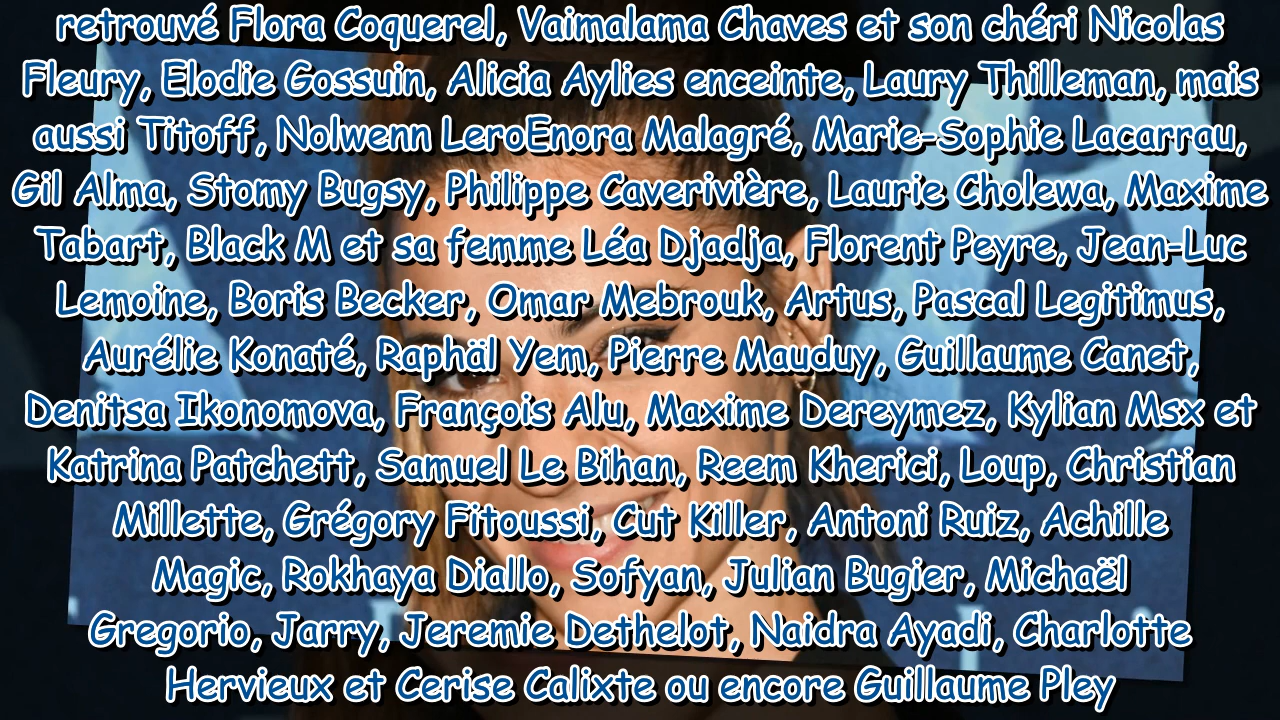 retrouvé Flora Coquerel, Vaimalama Chaves et son chéri Nicolas
Fleury, Elodie Gossuin, Alicia Aylies enceinte, Laury Thilleman, mais
aussi Titoff, Nolwenn LeroEnora Malagré, Marie-Sophie Lacarrau,
Gil Alma, Stomy Bugsy, Philippe Caverivière, Laurie Cholewa, Maxime
Tabart, Black M et sa femme Léa Djadja, Florent Peyre, Jean-Luc
Lemoine, Boris Becker, Omar Mebrouk, Artus, Pascal Legitimus,
Aurélie Konaté, Raphäl Yem, Pierre Mauduy, Guillaume Canet,
Denitsa Ikonomova, François Alu, Maxime Dereymez, Kylian Msx et
Katrina Patchett, Samuel Le Bihan, Reem Kherici, Loup, Christian
Millette, Grégory Fitoussi, Cut Killer, Antoni Ruiz, Achille
Magic, Rokhaya Diallo, Sofyan, Julian Bugier, Michaël
Gregorio, Jarry, Jeremie Dethelot, Naidra Ayadi, Charlotte
Hervieux et Cerise Calixte ou encore Guillaume Pley